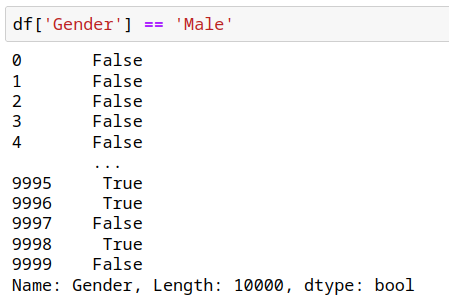 df['Gender'] == 'Male'
0       False
1       False
2       False
3       False
4       False
        ...
9995     True
9996     True
9997    False
9998     True
9999    False
Name: Gender, Length: 10000, dtype: bool